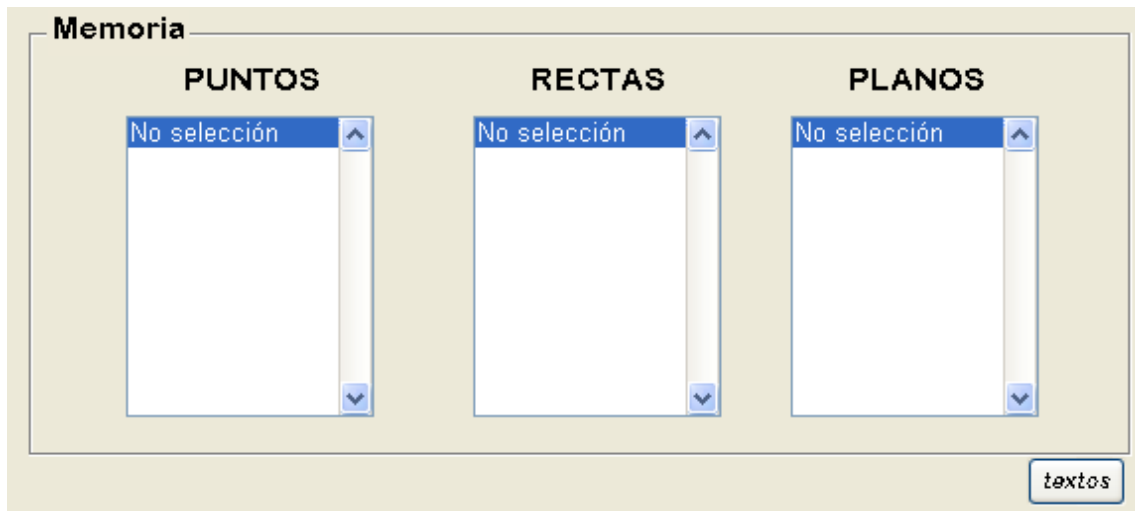 Memoria
PUNTOS RECTAS PLANOS
No selección No selección No selección
textos